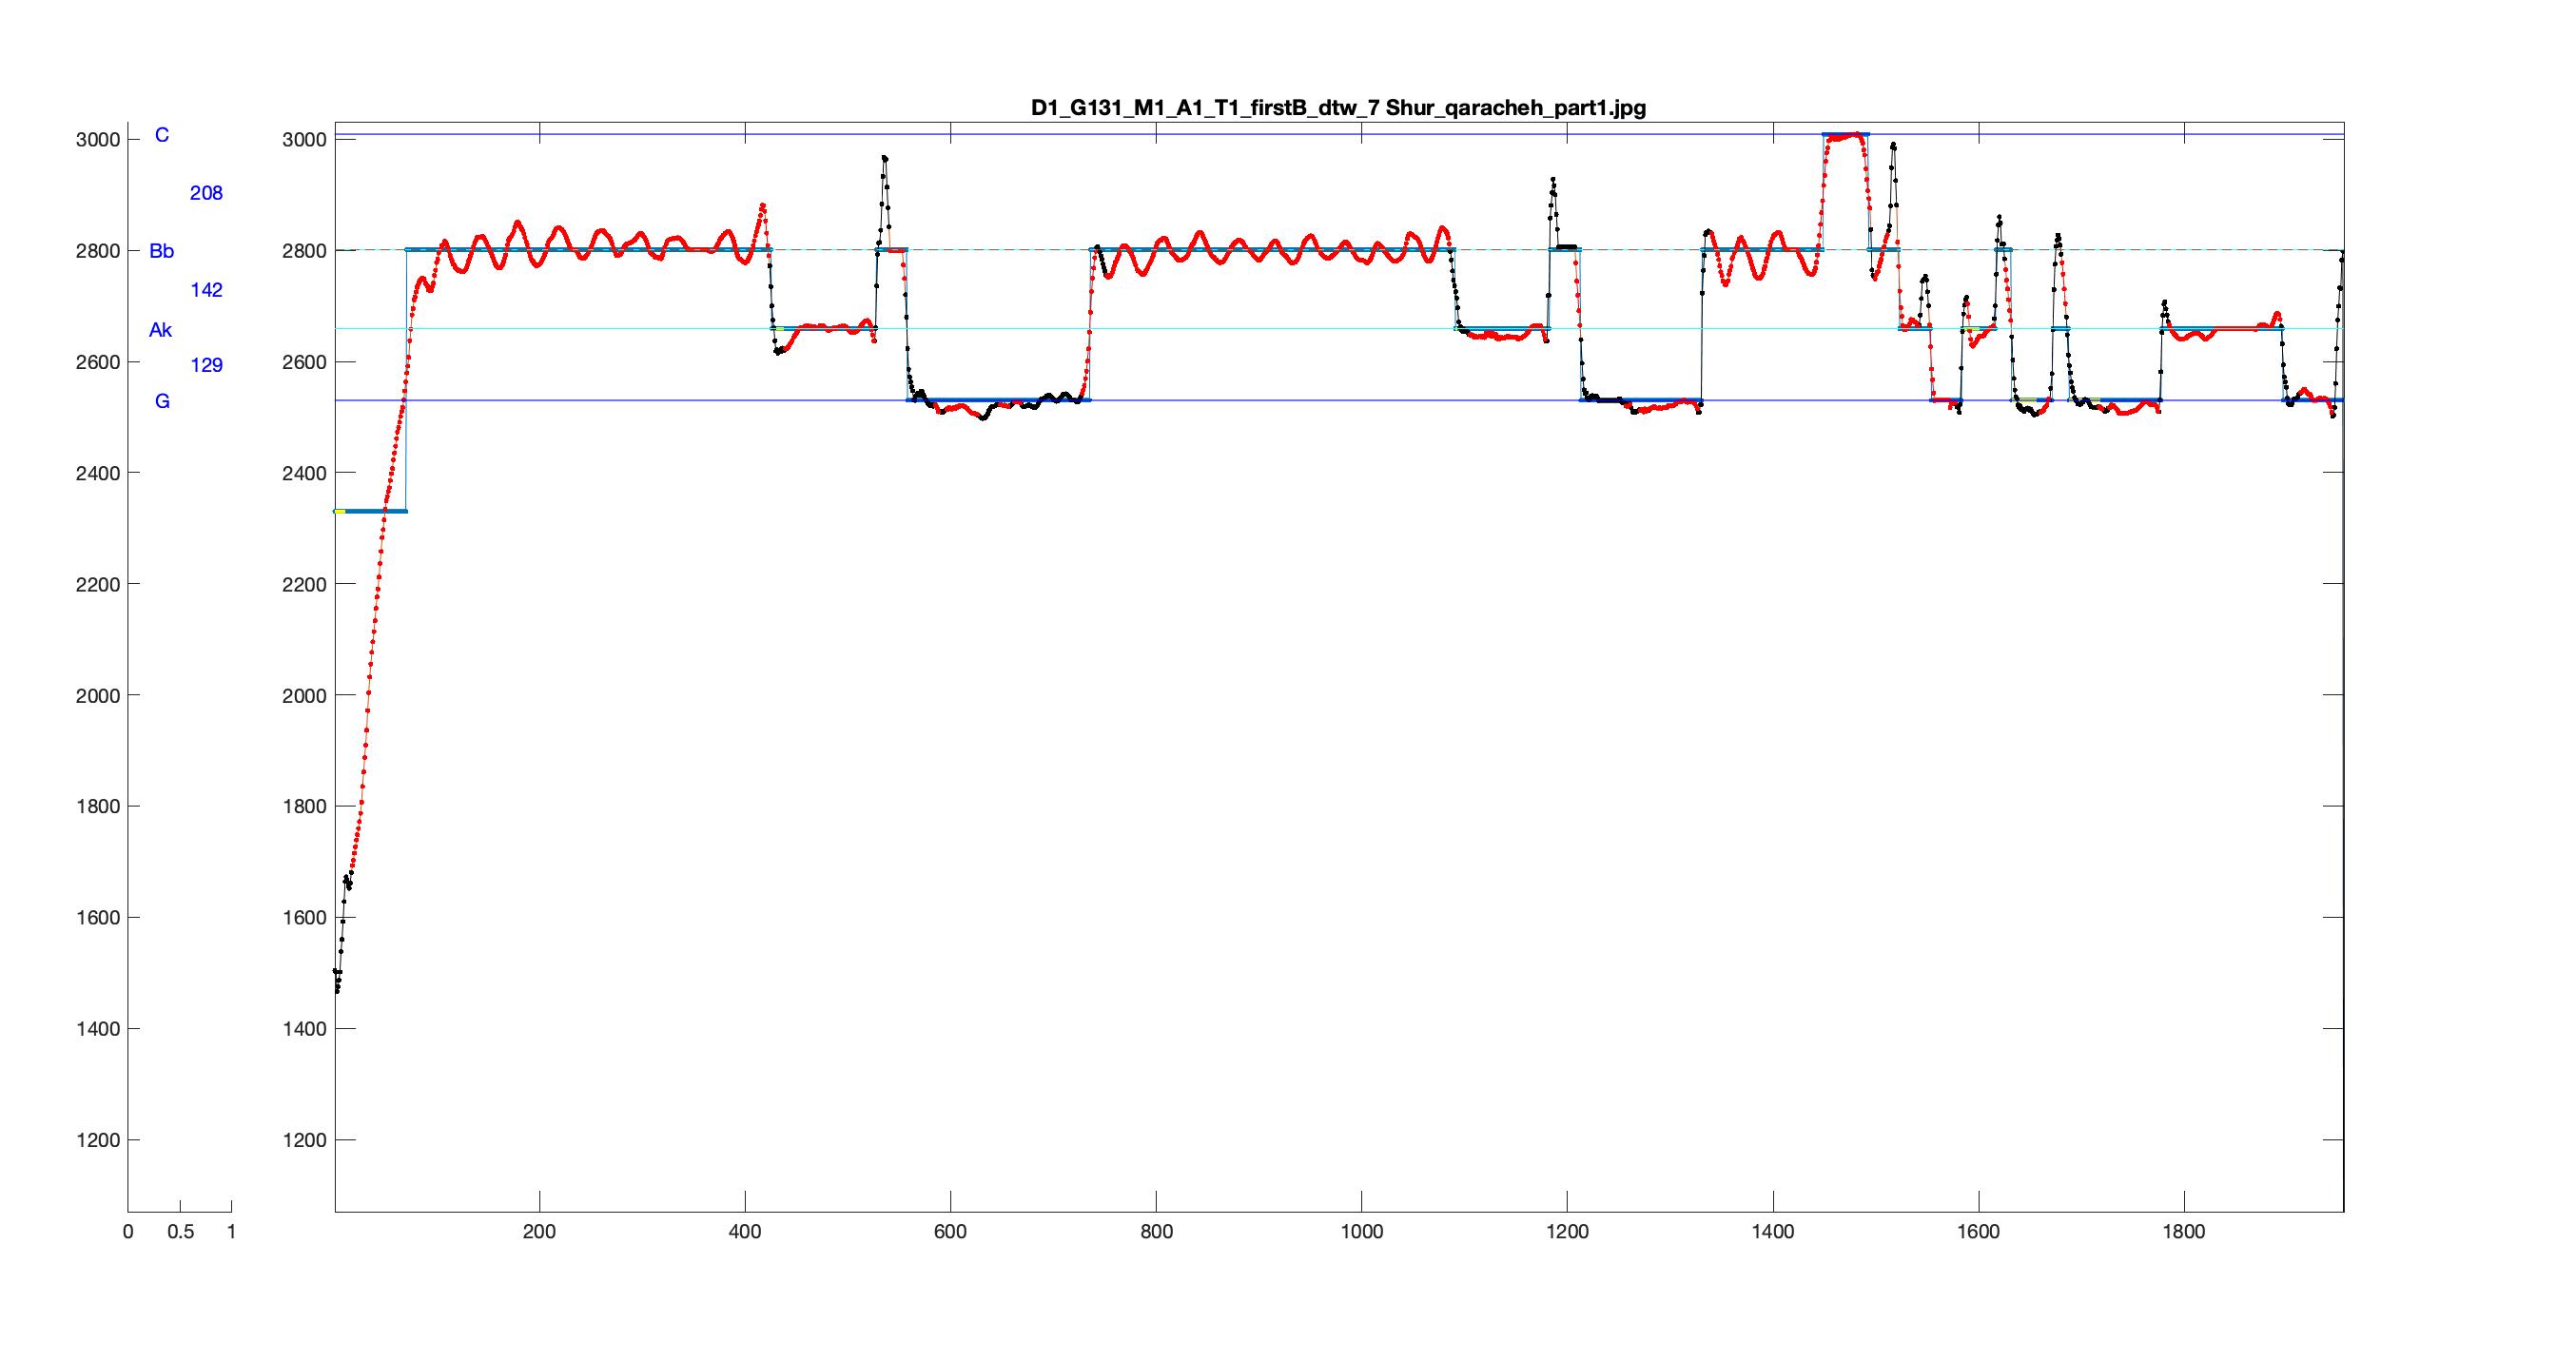 D1_G131_M1_A1_T1_firstB_dtw_7 Shur_qaracheh_part1.jpg
3000 C 3000
208
2800 Bb 2800
142
Ak
2600 129 2600
G
2400 2400
2200 2200
2000 2000
1800 1800
1600 1600
1400 1400
1200 1200
0 0.5 1 200 400 600 800 1000 1200 1400 1600 1800